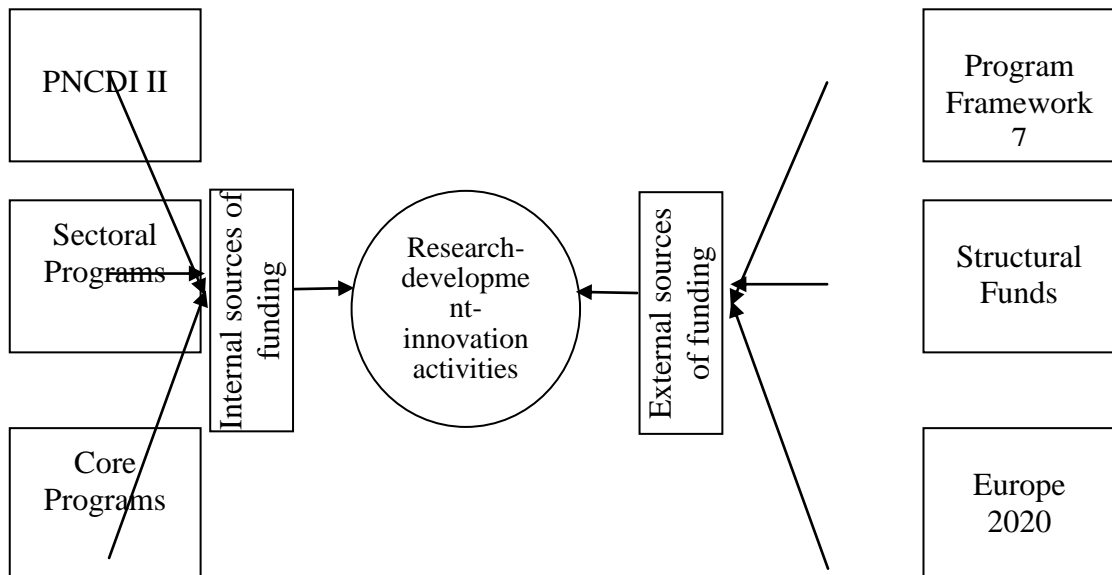 PNCDI II
Sectoral
Programs
Core
Programs
Internal sources of
funding
Research-
developme
nt-
innovation
activities
External sources
of funding
Program
Framework
7
Structural
Funds
Europe
2020